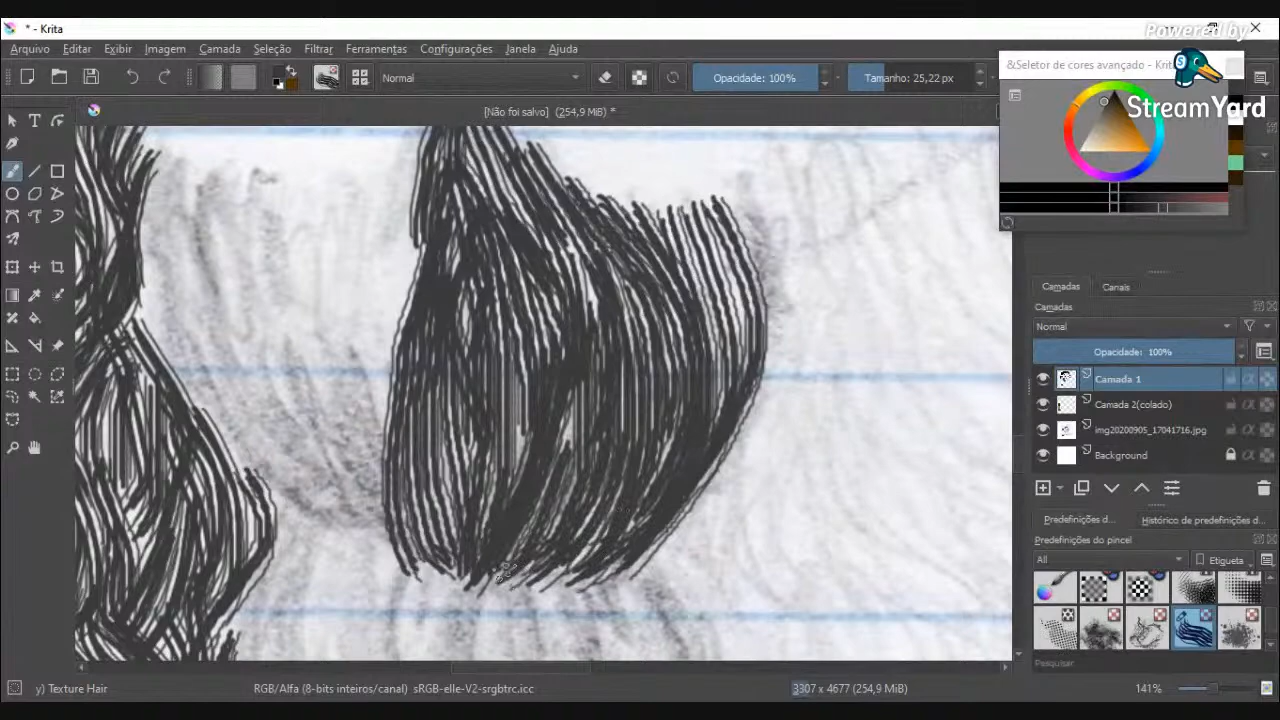 * - Krita
Powered by
Arquivo Editar Exibir Imagem Camada Seleção Filtrar Ferramentas Configurações Janela Ajuda
&Seletor de cores avançado - Krita
StreamYard
Normal
Opacidade: 100%
Tamanho: 25,22 px
[Não foi salvo] (254,9 MiB) *
Camadas Canais
Camadas
Normal
Opacidade: 100%
Camada 1
Camada 2(colado)
img20200905_17041716.jpg
Background
Predefinições d... Histórico de predefinições d...
Predefinições do pincel
All
Etiqueta
Pesquisar
y) Texture Hair
RGB/Alfa (8-bits inteiros/canal) sRGB-elle-V2-srgbtrc.icc
3307 x 4677 (254,9 MiB)
141%